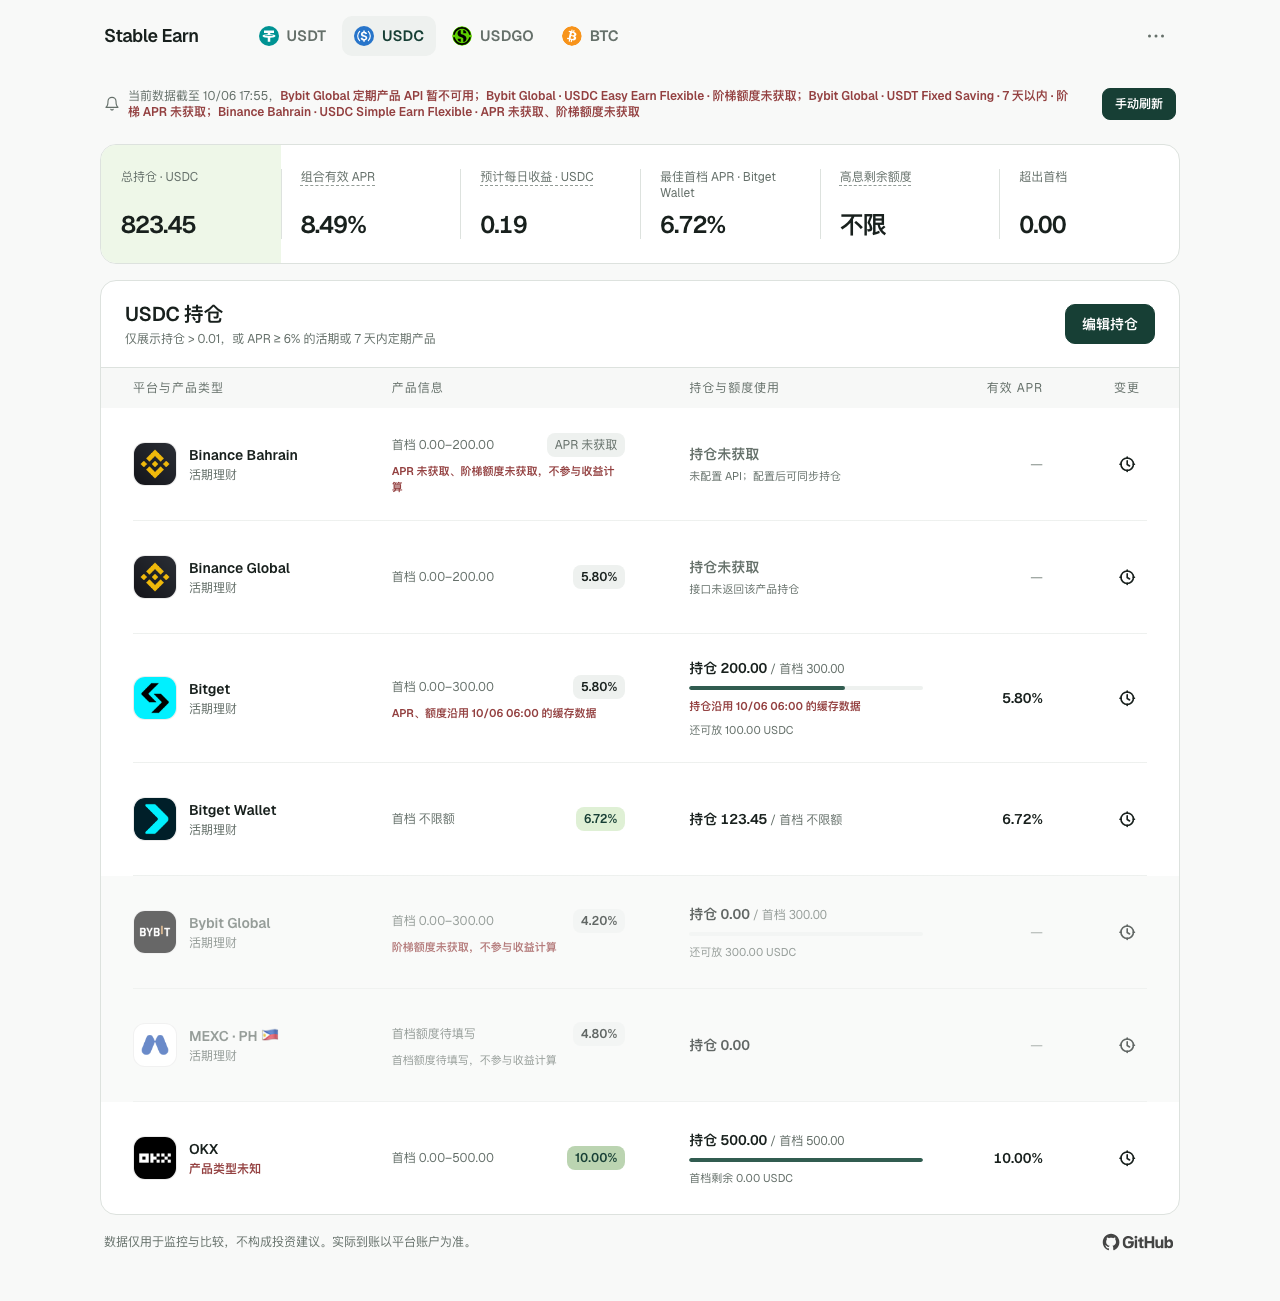 Stable Earn
USDT
USDC
USDGO
BTC
当前数据截至 10/06 17:55，Bybit Global 定期产品 API 暂不可用；Bybit Global · USDC Easy Earn Flexible · 阶梯额度未获取；Bybit Global · USDT Fixed Saving · 7 天以内 · 阶
梯 APR 未获取；Binance Bahrain · USDC Simple Earn Flexible · APR 未获取、阶梯额度未获取
手动刷新
总持仓 · USDC
823.45
组合有效 APR
8.49%
预计每日收益 · USDC
0.19
最佳首档 APR · Bitget
Wallet
6.72%
高息剩余额度
不限
超出首档
0.00
USDC 持仓
仅展示持仓 > 0.01，或 APR ≥ 6% 的活期或 7 天内定期产品
编辑持仓
平台与产品类型
产品信息
持仓与额度使用
有效 APR
变更
Binance Bahrain
活期理财
首档 0.00–200.00
APR 未获取
APR 未获取、阶梯额度未获取，不参与收益计
算
持仓未获取
未配置 API；配置后可同步持仓
—
Binance Global
活期理财
首档 0.00–200.00
5.80%
持仓未获取
接口未返回该产品持仓
—
Bitget
活期理财
首档 0.00–300.00
5.80%
APR、额度沿用 10/06 06:00 的缓存数据
持仓 200.00 / 首档 300.00
持仓沿用 10/06 06:00 的缓存数据
还可放 100.00 USDC
5.80%
Bitget Wallet
活期理财
首档 不限额
6.72%
持仓 123.45 / 首档 不限额
6.72%
BYBIT
Bybit Global
活期理财
首档 0.00–300.00
4.20%
阶梯额度未获取，不参与收益计算
持仓 0.00 / 首档 300.00
还可放 300.00 USDC
—
MEXC · PH 🇵🇭
活期理财
首档额度待填写
4.80%
首档额度待填写，不参与收益计算
持仓 0.00
—
OKX
OKX
产品类型未知
首档 0.00–500.00
10.00%
持仓 500.00 / 首档 500.00
首档剩余 0.00 USDC
10.00%
数据仅用于监控与比较，不构成投资建议。实际到账以平台账户为准。
GitHub